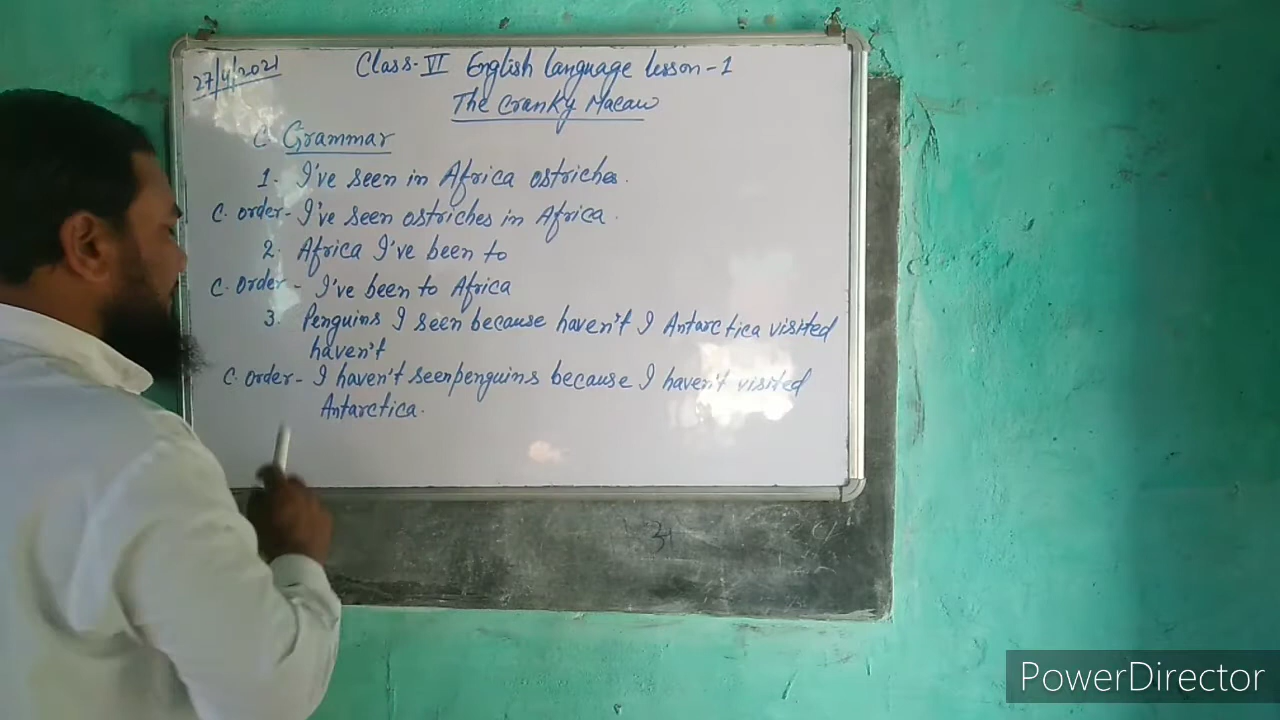 27/4/2021
Class-VI English language lesson-1
The Cranky Macaw
C Grammar
1. I've seen in Africa ostriches.
C. order- I've seen ostriches in Africa.
2. Africa I've been to
C. order - I've been to Africa
3. Penguins I seen because haven't I Antarctica visited
haven't
C. order- I haven't seen penguins because I haven't visited
Antarctica.
PowerDirector